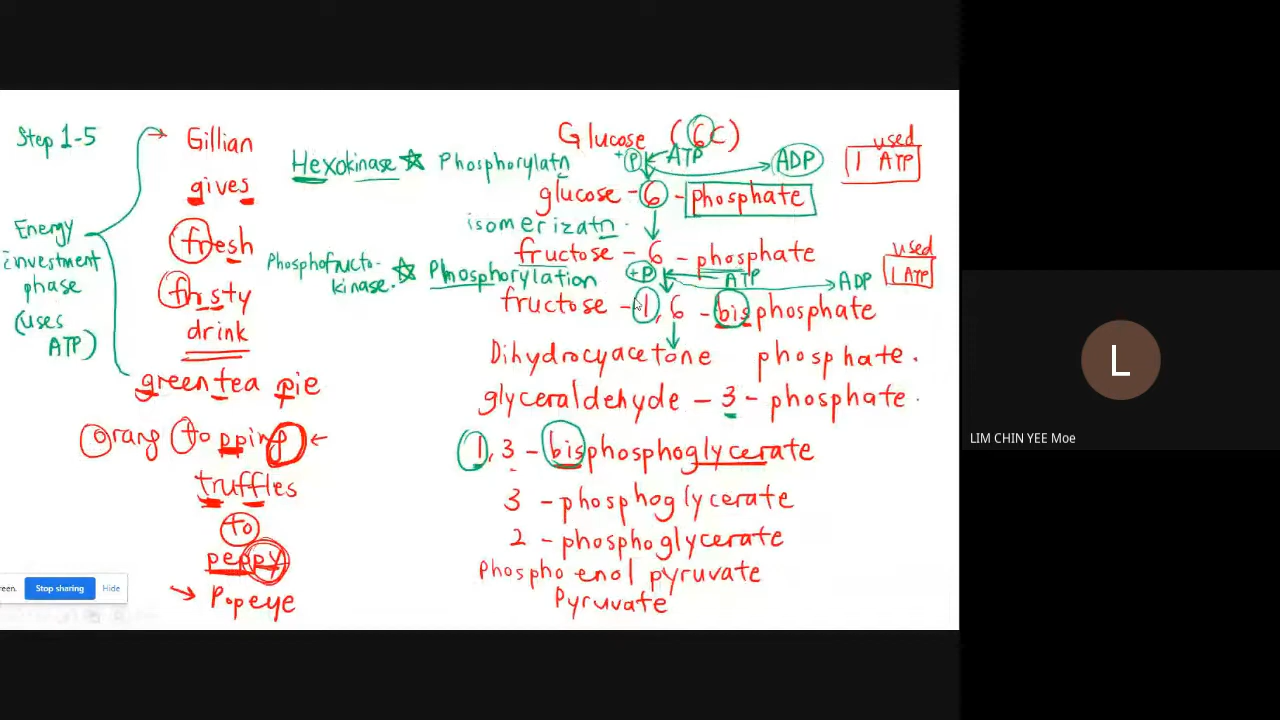 Step 1-5
Energy
investment
phase
(uses
ATP)
Gillian
gives
fresh
frosty
drink
green tea pie
orang topping
truffles
to
peppy
Popeye
Glucose (6C)
+P ATP ADP
used
1 ATP
Hexokinase Phosphorylatn
glucose - 6 - phosphate
isomerizatn
fructose - 6 - phosphate
+P ATP ADP
used
1 ATP
Phosphofructo-
kinase. Phosphorylation
fructose - 1, 6 - bisphosphate
Dihydrocyacetone phosphate.
glyceraldehyde - 3 - phosphate.
1, 3 - bisphosphoglycerate
3 - phosphoglycerate
2 - phosphoglycerate
Phospho enol pyruvate
Pyruvate
reen.
Stop sharing
Hide
L
LIM CHIN YEE Moe